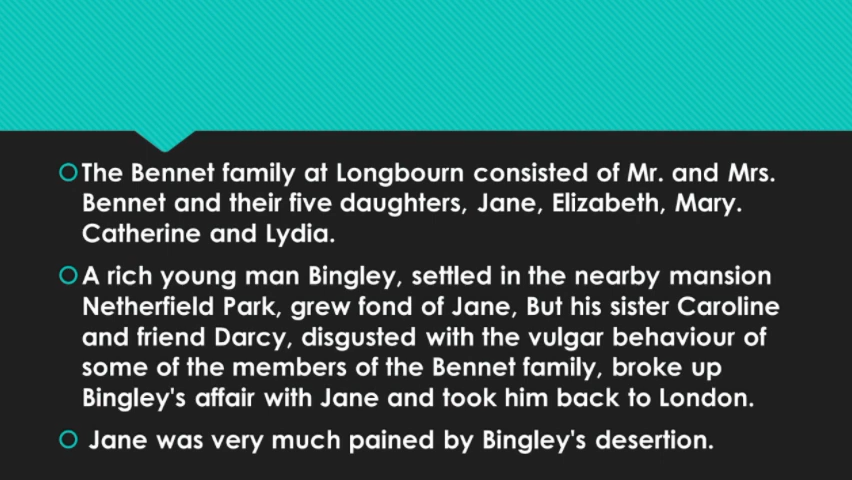 The Bennet family at Longbourn consisted of Mr. and Mrs.
Bennet and their five daughters, Jane, Elizabeth, Mary.
Catherine and Lydia.
A rich young man Bingley, settled in the nearby mansion
Netherfield Park, grew fond of Jane, But his sister Caroline
and friend Darcy, disgusted with the vulgar behaviour of
some of the members of the Bennet family, broke up
Bingley's affair with Jane and took him back to London.
Jane was very much pained by Bingley's desertion.